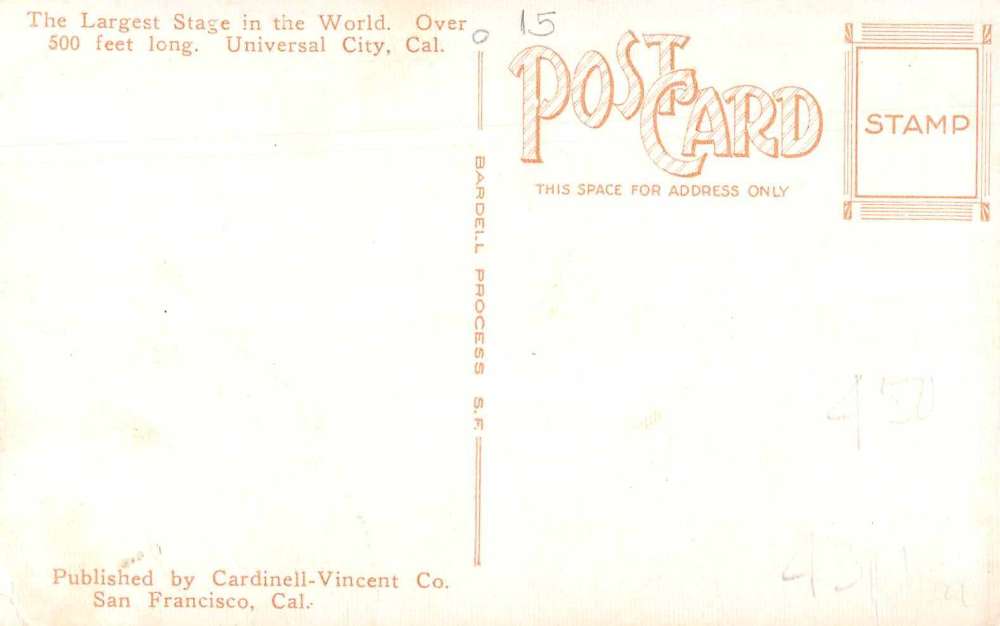 The Largest Stage in the World. Over
500 feet long. Universal City, Cal.
15
POST CARD
THIS SPACE FOR ADDRESS ONLY
STAMP
BARDELL PROCESS S.F.
450
Published by Cardinell-Vincent Co.
San Francisco, Cal.